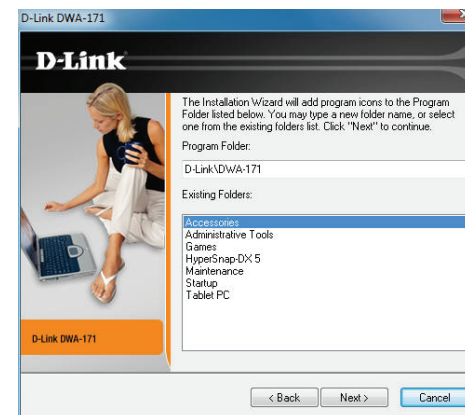 D-Link DWA-171
D-Link
The Installation Wizard will add program icons to the Program
Folder listed below. You may type a new folder name, or select
one from the existing folders list. Click "Next" to continue.
Program Folder:
D-Link\DWA-171
Existing Folders:
Accessories
Administrative Tools
Games
HyperSnap-DX 5
Maintenance
Startup
Tablet PC
D-Link DWA-171
< Back
Next >
Cancel